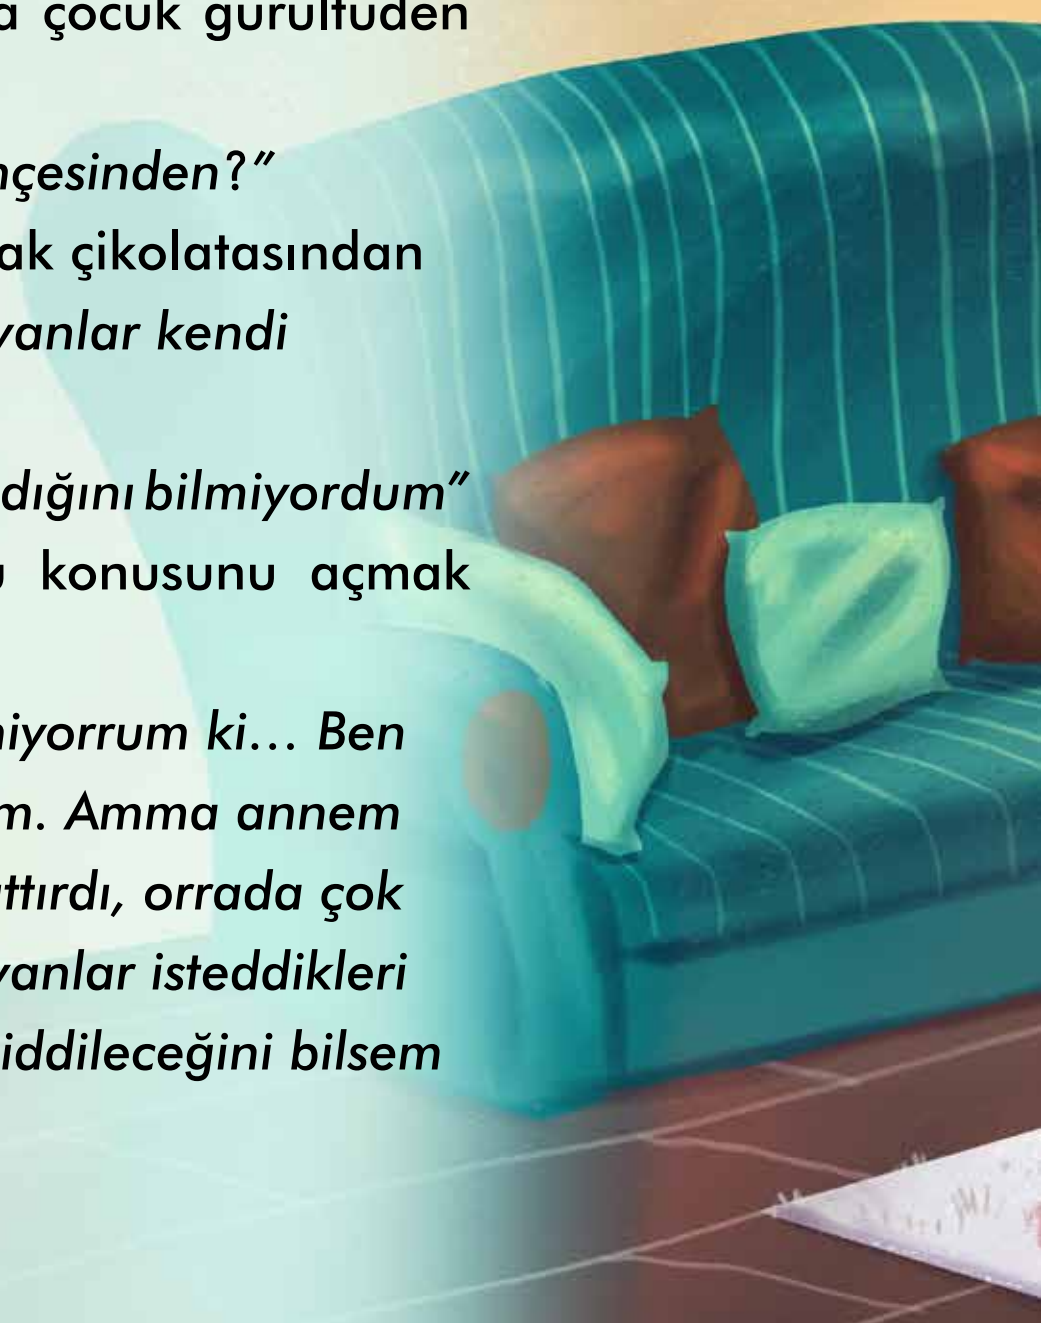 a çocuk gürültüden
nçesinden?"
ak çikolatasından
vanlar kendi
dığını bilmiyordum"
u konusunu açmak
niyorrum ki... Ben
m. Amma annem
attırdı, orrada çok
vanlar isteddikleri
iddileceğini bilsem